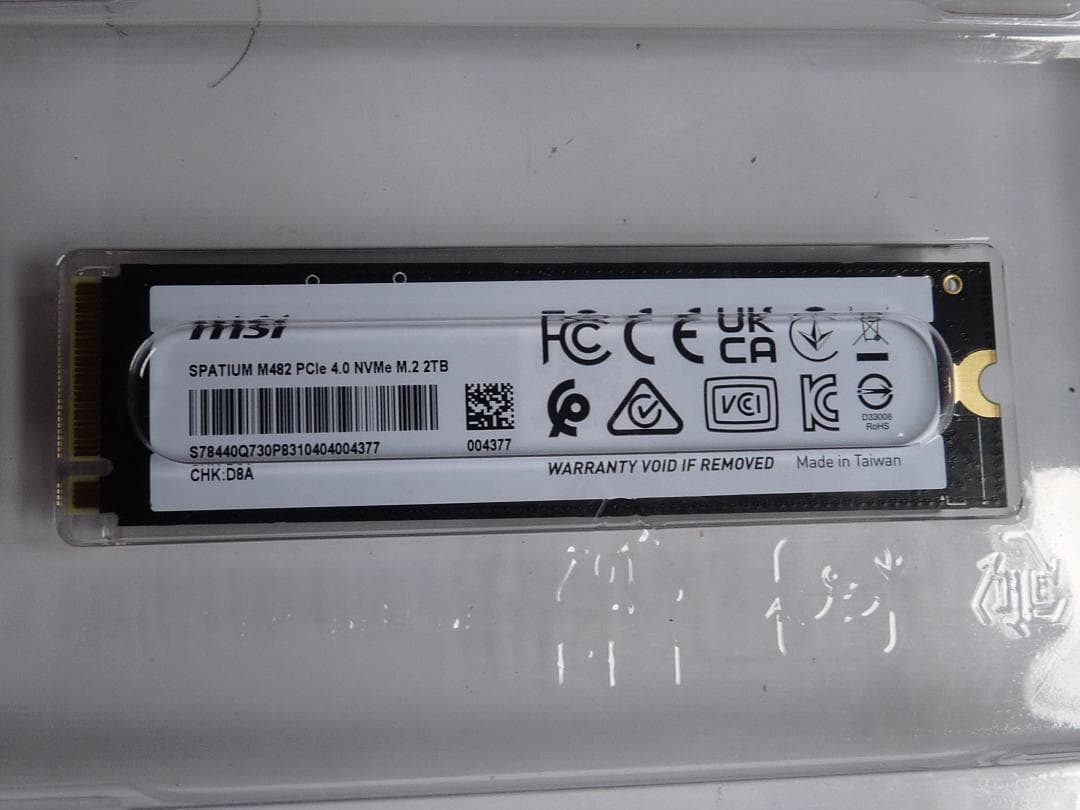 msi
SPATIUM M482 PCIe 4.0 NVMe M.2 2TB
S78440Q730P8310404004377
004377
CHK:D8A
FC CE UK
CA
VCI
D33008
RoHS
WARRANTY VOID IF REMOVED
Made in Taiwan